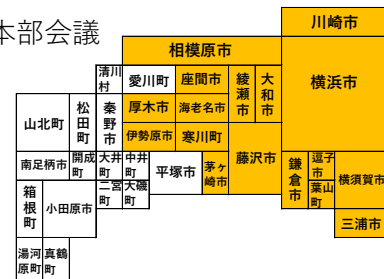 本部会議
川崎市
相模原市
横浜市
清川村
愛川町
座間市
綾瀬市
大和市
山北町
松田町
秦野市
厚木市
海老名市
伊勢原市
寒川町
藤沢市
南足柄市
開成町
大井町
中井町
平塚市
茅ヶ崎市
鎌倉市
逗子市
葉山町
横須賀市
箱根町
小田原市
二宮町
大磯町
三浦市
湯河原町
真鶴町